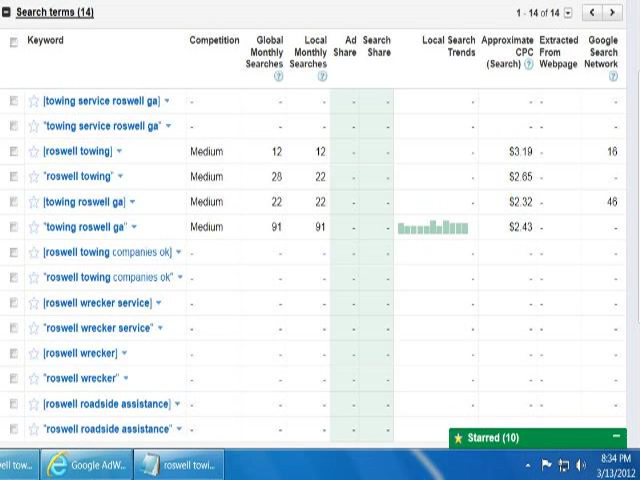 Search terms (14) 1 - 14 of 14
Keyword Competition Global Monthly Searches Local Monthly Searches Ad Share Search Share Local Search Trends Approximate CPC (Search) Extracted From Webpage Google Search Network
[towing service roswell ga] - - - - - - - - -
"towing service roswell ga" - - - - - - - - -
[roswell towing] Medium 12 12 - - - $3.19 - 16
"roswell towing" Medium 28 22 - - - $2.65 - -
[towing roswell ga] Medium 22 22 - - - $2.32 - 46
"towing roswell ga" Medium 91 91 - - $2.43 - -
[roswell towing companies ok] - - - - - - - - -
"roswell towing companies ok" - - - - - - - - -
[roswell wrecker service] - - - - - - - - -
"roswell wrecker service" - - - - - - - - -
[roswell wrecker] - - - - - - - - -
"roswell wrecker" - - - - - - - - -
[roswell roadside assistance] - - - - - - - - -
"roswell roadside assistance" - - - - - - - - -
Starred (10)
ell tow... Google AdW... roswell towi... 8:34 PM
3/13/2012